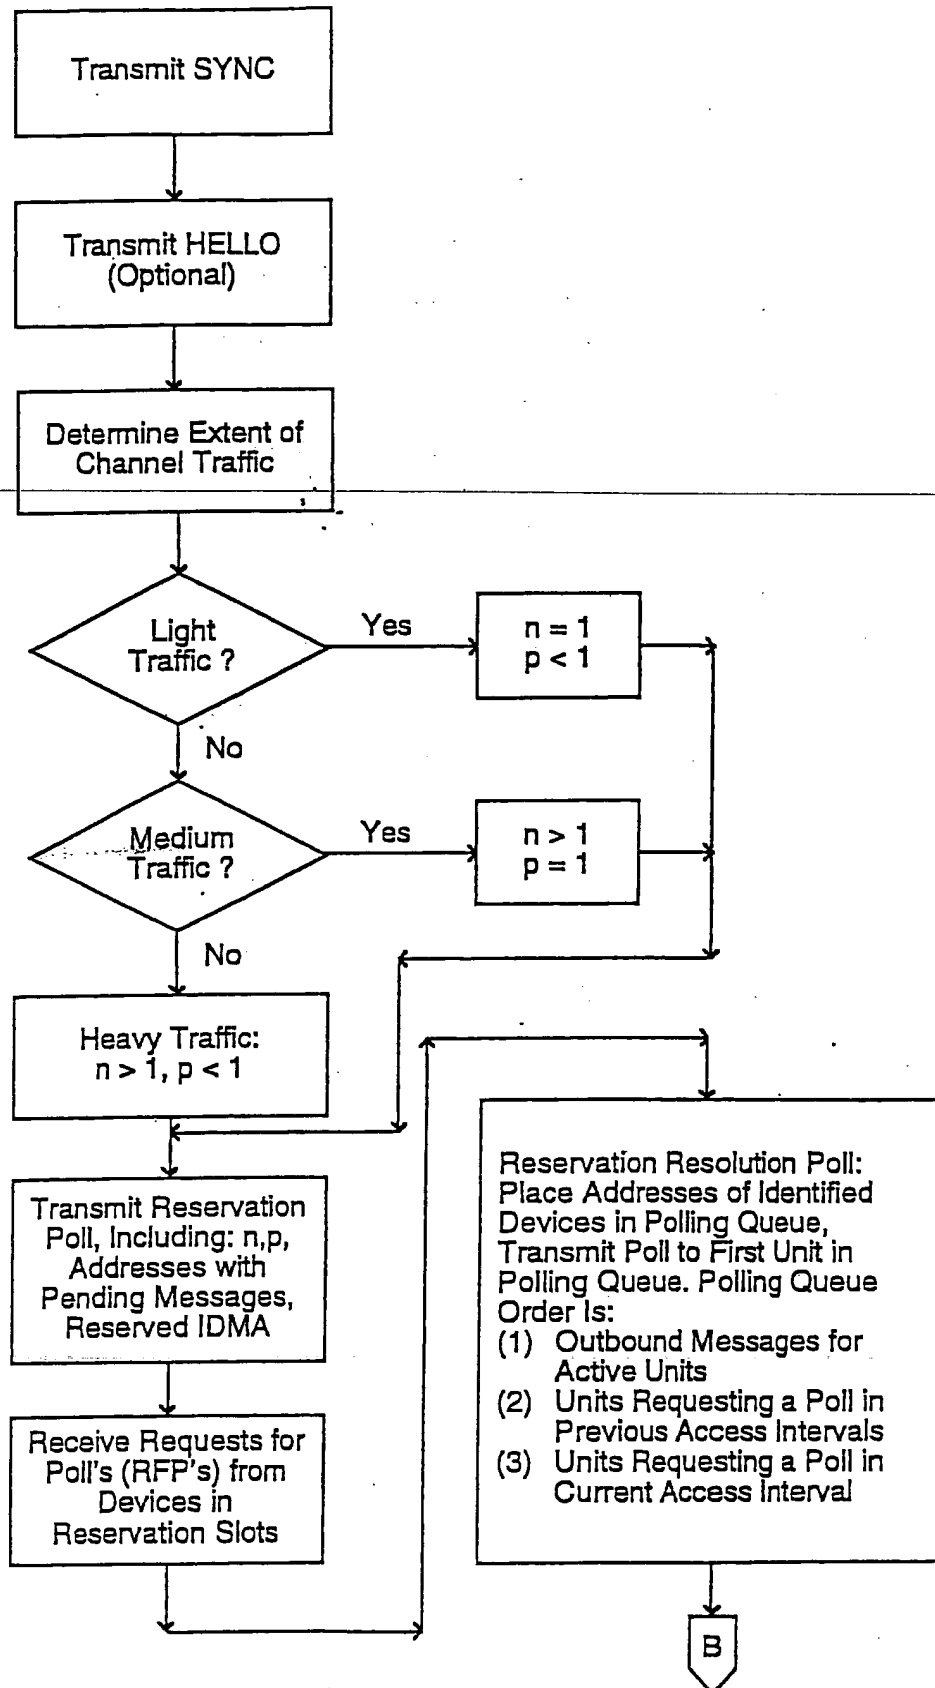 Transmit SYNC
Transmit HELLO
(Optional)
Determine Extent of
Channel Traffic
Light
Traffic ?
Yes
n = 1
p < 1
No
Medium
Traffic ?
Yes
n > 1
p = 1
No
Heavy Traffic:
n > 1, p < 1
Transmit Reservation
Poll, Including: n,p,
Addresses with
Pending Messages,
Reserved IDMA
Receive Requests for
Poll's (RFP's) from
Devices in
Reservation Slots
Reservation Resolution Poll:
Place Addresses of Identified
Devices in Polling Queue,
Transmit Poll to First Unit in
Polling Queue. Polling Queue
Order Is:
(1) Outbound Messages for
Active Units
(2) Units Requesting a Poll in
Previous Access Intervals
(3) Units Requesting a Poll in
Current Access Interval
B